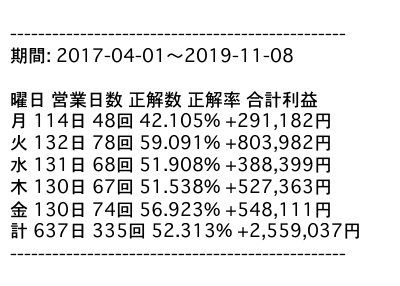 ------------------------------------------------
期間: 2017-04-01〜2019-11-08
曜日 営業日数 正解数 正解率 合計利益
月 114日 48回 42.105% +291,182円
火 132日 78回 59.091% +803,982円
水 131日 68回 51.908% +388,399円
木 130日 67回 51.538% +527,363円
金 130日 74回 56.923% +548,111円
計 637日 335回 52.313% +2,559,037円
------------------------------------------------